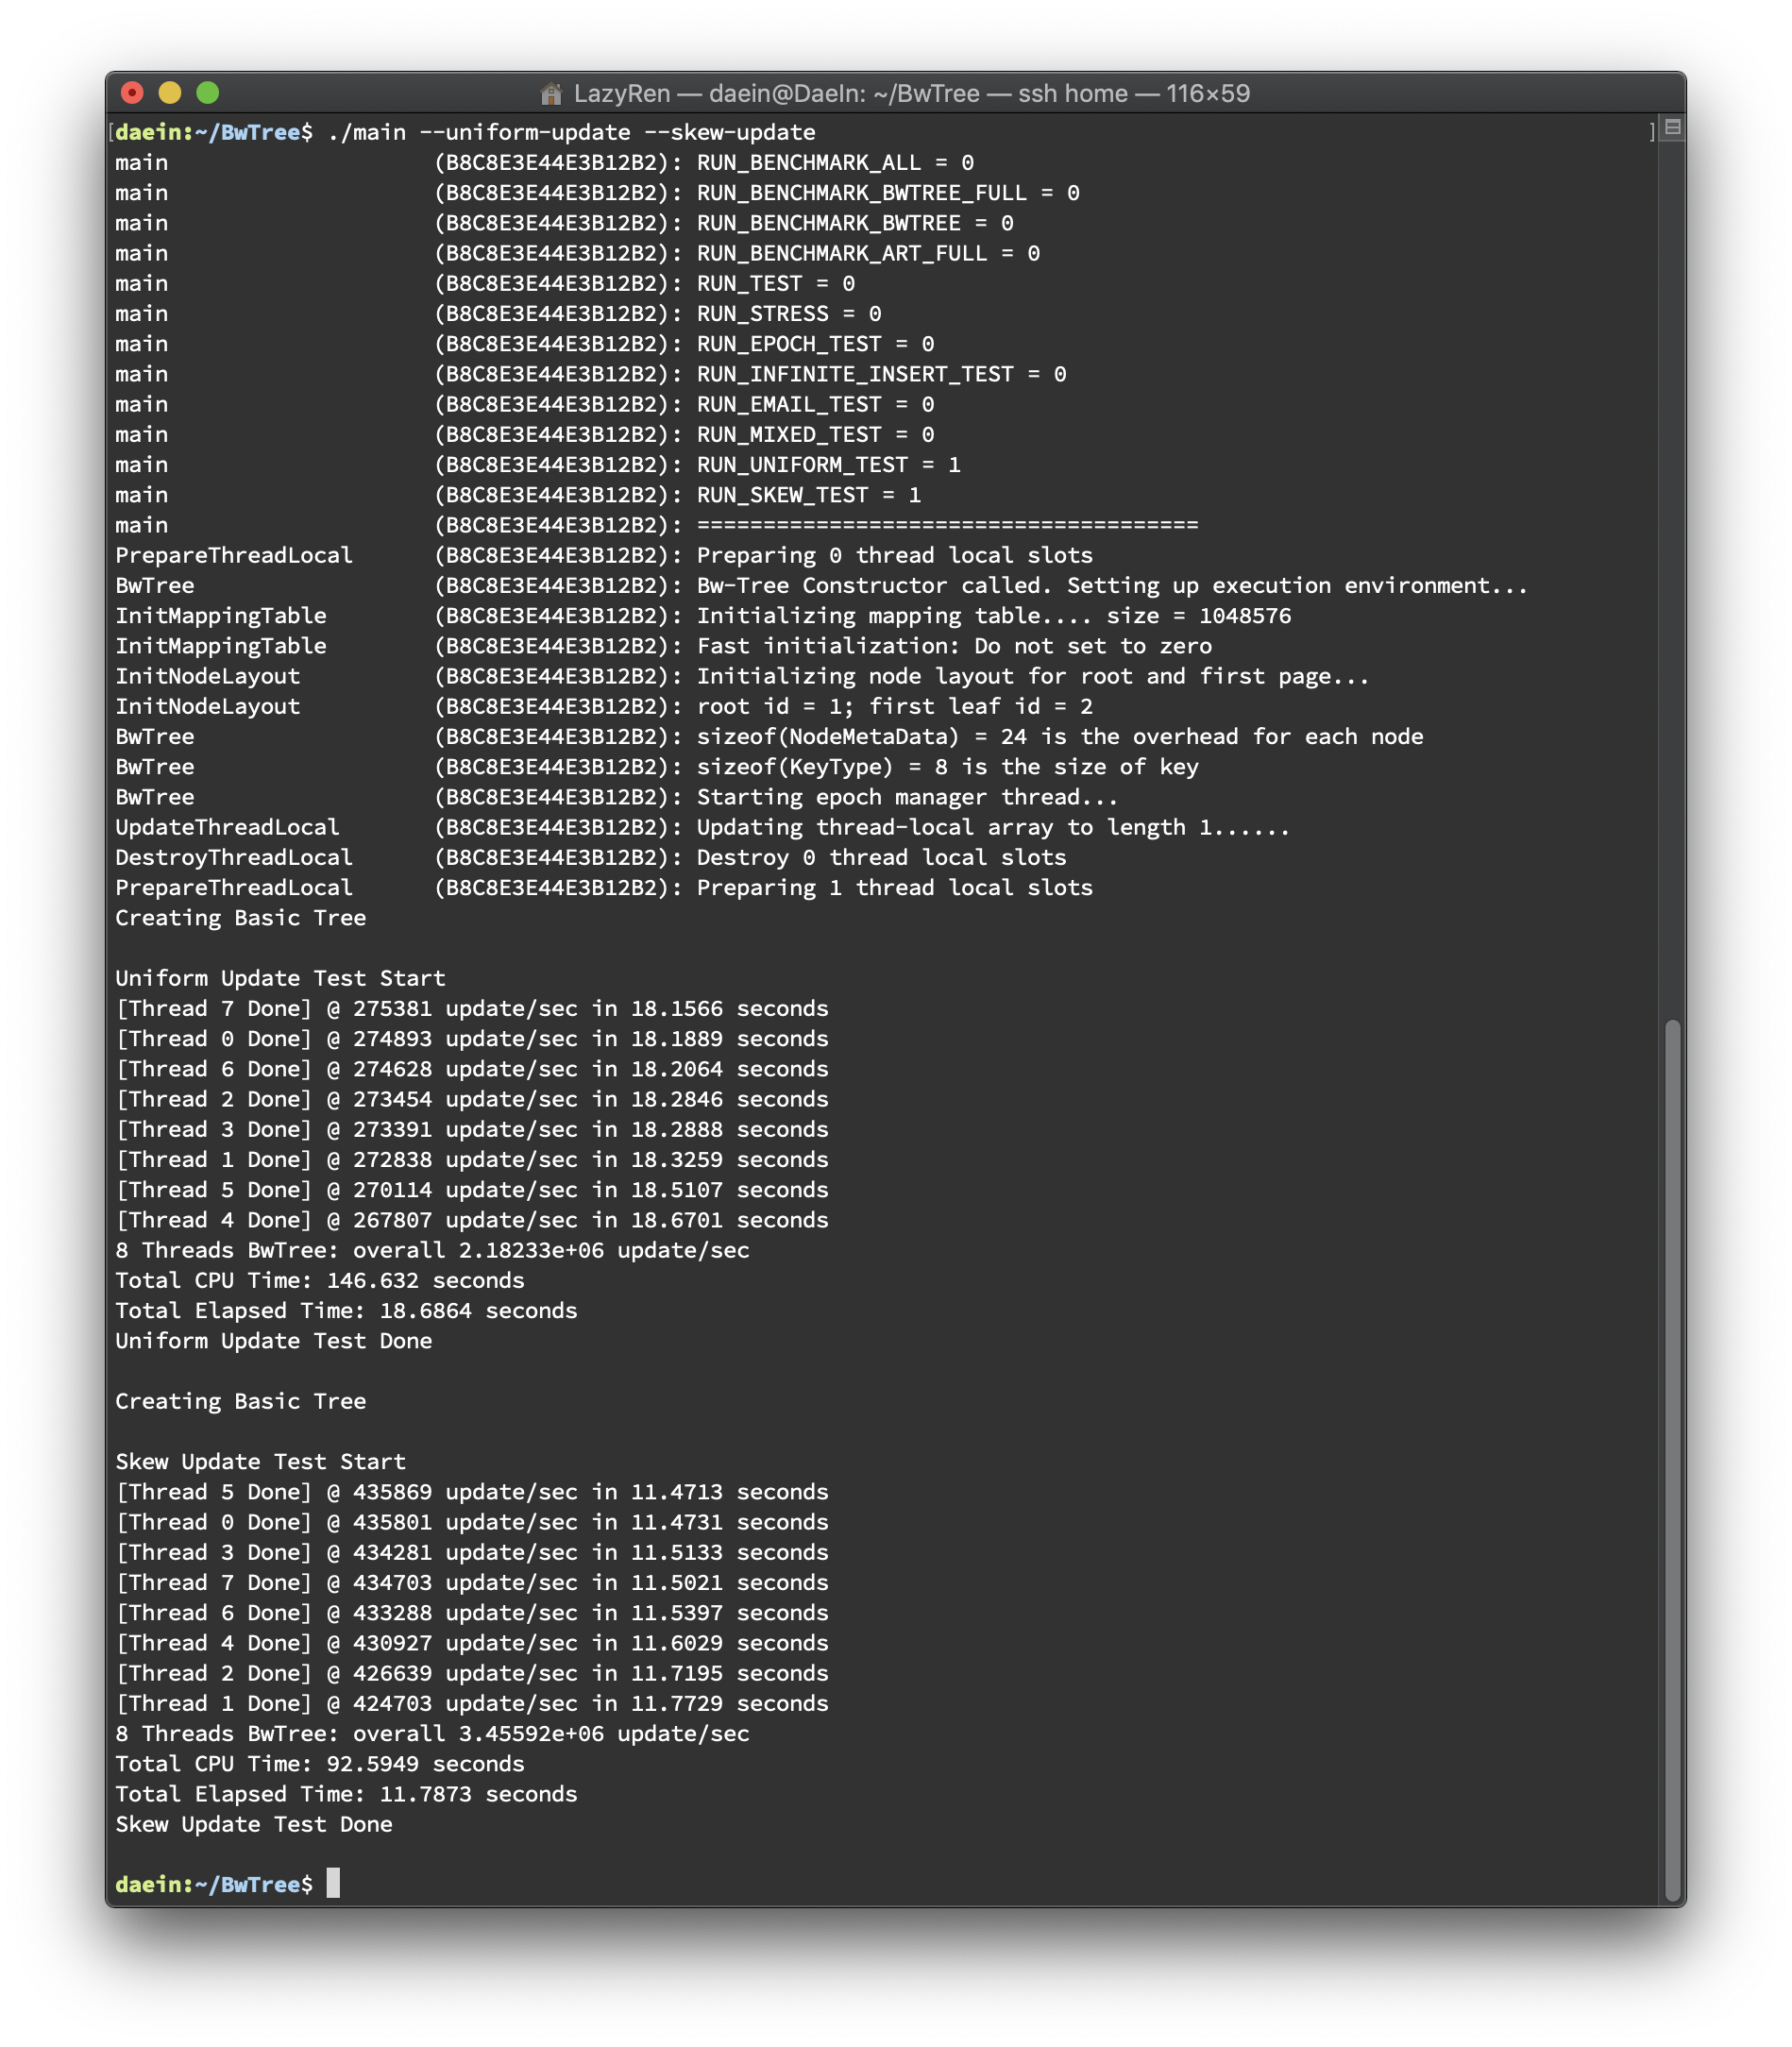 LazyRen — daein@DaeIn: ~/BwTree — ssh home — 116×59
[daein:~/BwTree$ ./main --uniform-update --skew-update ]
main (B8C8E3E44E3B12B2): RUN_BENCHMARK_ALL = 0
main (B8C8E3E44E3B12B2): RUN_BENCHMARK_BWTREE_FULL = 0
main (B8C8E3E44E3B12B2): RUN_BENCHMARK_BWTREE = 0
main (B8C8E3E44E3B12B2): RUN_BENCHMARK_ART_FULL = 0
main (B8C8E3E44E3B12B2): RUN_TEST = 0
main (B8C8E3E44E3B12B2): RUN_STRESS = 0
main (B8C8E3E44E3B12B2): RUN_EPOCH_TEST = 0
main (B8C8E3E44E3B12B2): RUN_INFINITE_INSERT_TEST = 0
main (B8C8E3E44E3B12B2): RUN_EMAIL_TEST = 0
main (B8C8E3E44E3B12B2): RUN_MIXED_TEST = 0
main (B8C8E3E44E3B12B2): RUN_UNIFORM_TEST = 1
main (B8C8E3E44E3B12B2): RUN_SKEW_TEST = 1
main (B8C8E3E44E3B12B2): ======================================
PrepareThreadLocal (B8C8E3E44E3B12B2): Preparing 0 thread local slots
BwTree (B8C8E3E44E3B12B2): Bw-Tree Constructor called. Setting up execution environment...
InitMappingTable (B8C8E3E44E3B12B2): Initializing mapping table.... size = 1048576
InitMappingTable (B8C8E3E44E3B12B2): Fast initialization: Do not set to zero
InitNodeLayout (B8C8E3E44E3B12B2): Initializing node layout for root and first page...
InitNodeLayout (B8C8E3E44E3B12B2): root id = 1; first leaf id = 2
BwTree (B8C8E3E44E3B12B2): sizeof(NodeMetaData) = 24 is the overhead for each node
BwTree (B8C8E3E44E3B12B2): sizeof(KeyType) = 8 is the size of key
BwTree (B8C8E3E44E3B12B2): Starting epoch manager thread...
UpdateThreadLocal (B8C8E3E44E3B12B2): Updating thread-local array to length 1......
DestroyThreadLocal (B8C8E3E44E3B12B2): Destroy 0 thread local slots
PrepareThreadLocal (B8C8E3E44E3B12B2): Preparing 1 thread local slots
Creating Basic Tree
Uniform Update Test Start
[Thread 7 Done] @ 275381 update/sec in 18.1566 seconds
[Thread 0 Done] @ 274893 update/sec in 18.1889 seconds
[Thread 6 Done] @ 274628 update/sec in 18.2064 seconds
[Thread 2 Done] @ 273454 update/sec in 18.2846 seconds
[Thread 3 Done] @ 273391 update/sec in 18.2888 seconds
[Thread 1 Done] @ 272838 update/sec in 18.3259 seconds
[Thread 5 Done] @ 270114 update/sec in 18.5107 seconds
[Thread 4 Done] @ 267807 update/sec in 18.6701 seconds
8 Threads BwTree: overall 2.18233e+06 update/sec
Total CPU Time: 146.632 seconds
Total Elapsed Time: 18.6864 seconds
Uniform Update Test Done
Creating Basic Tree
Skew Update Test Start
[Thread 5 Done] @ 435869 update/sec in 11.4713 seconds
[Thread 0 Done] @ 435801 update/sec in 11.4731 seconds
[Thread 3 Done] @ 434281 update/sec in 11.5133 seconds
[Thread 7 Done] @ 434703 update/sec in 11.5021 seconds
[Thread 6 Done] @ 433288 update/sec in 11.5397 seconds
[Thread 4 Done] @ 430927 update/sec in 11.6029 seconds
[Thread 2 Done] @ 426639 update/sec in 11.7195 seconds
[Thread 1 Done] @ 424703 update/sec in 11.7729 seconds
8 Threads BwTree: overall 3.45592e+06 update/sec
Total CPU Time: 92.5949 seconds
Total Elapsed Time: 11.7873 seconds
Skew Update Test Done
daein:~/BwTree$